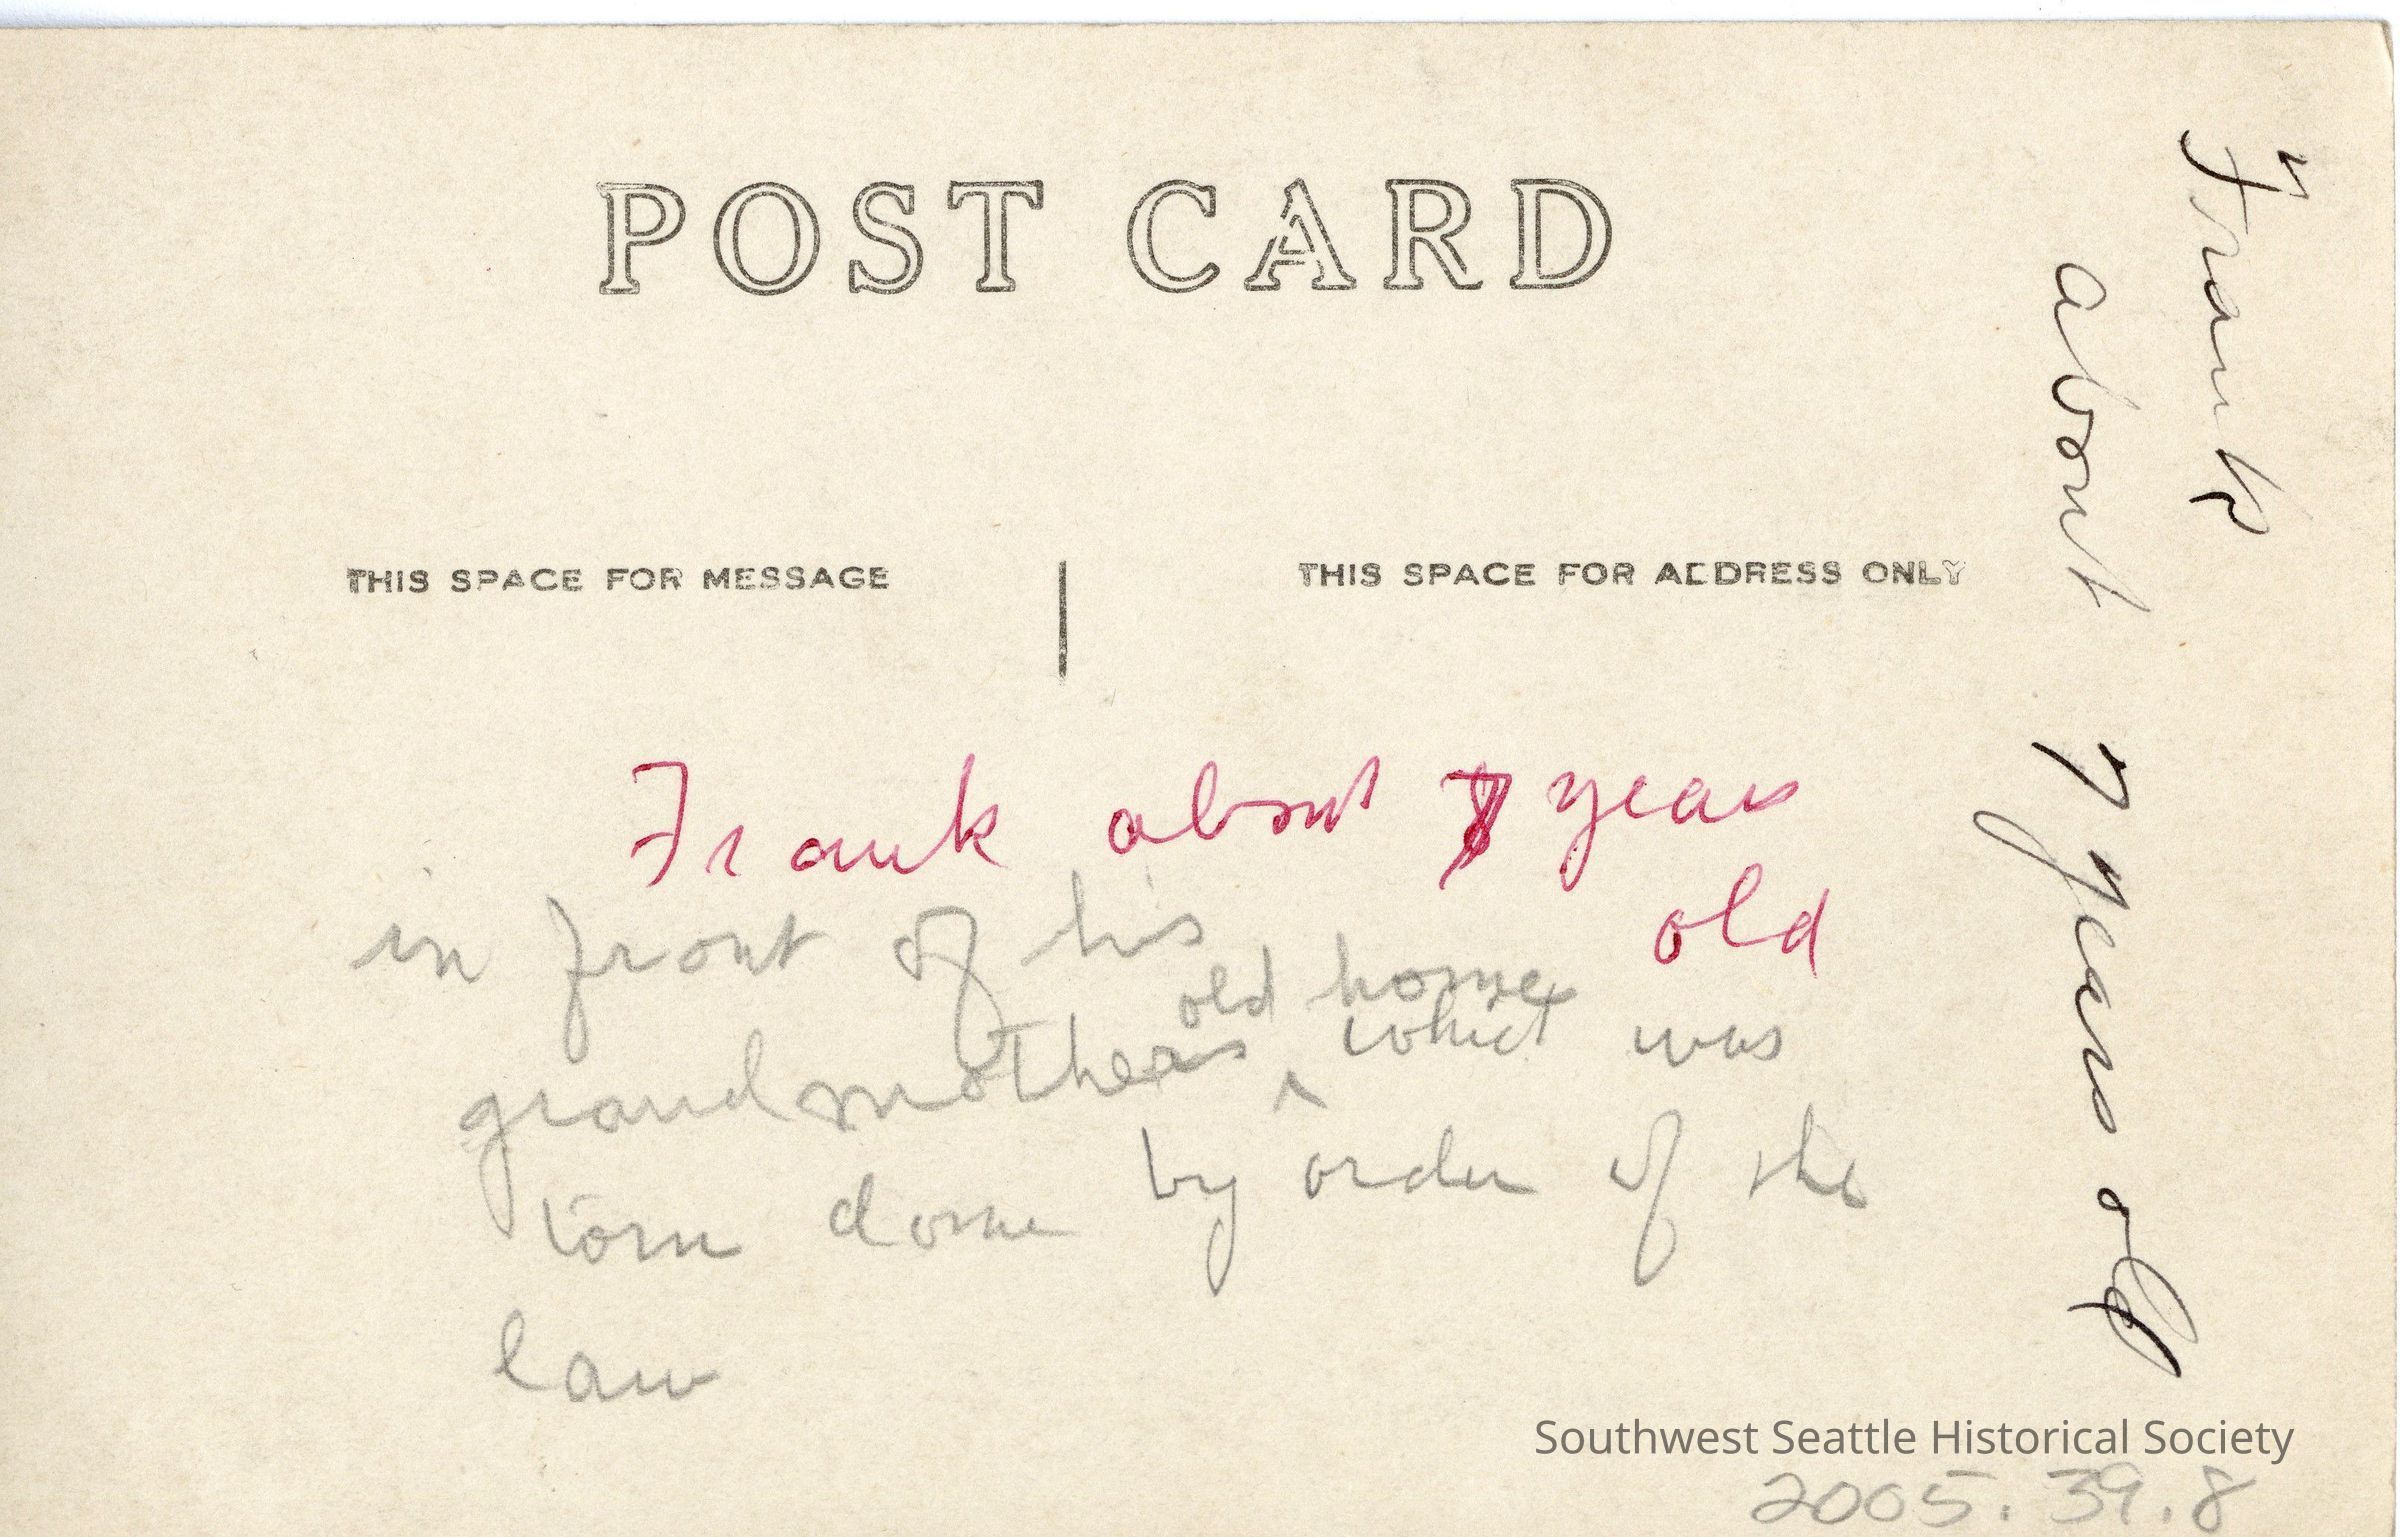 POST CARD
THIS SPACE FOR MESSAGE
THIS SPACE FOR ADDRESS ONLY
Frank about 7 years
old
in front of his
old home
grandmother's ^ which was
torn down by order of the
law
Frank
about 7 years old
Southwest Seattle Historical Society
2005.39.8